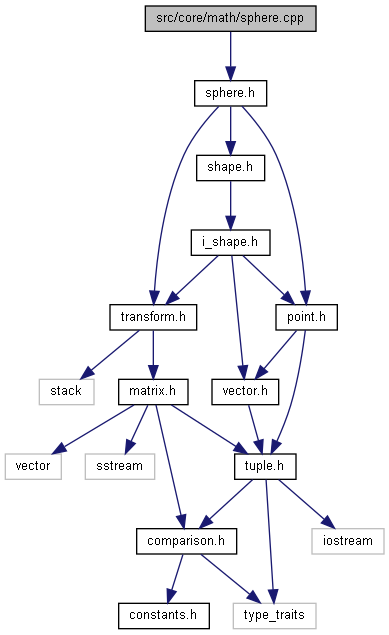 src/core/math/sphere.cpp
sphere.h
shape.h
i_shape.h
transform.h
point.h
stack
matrix.h
vector.h
vector
sstream
tuple.h
comparison.h
iostream
constants.h
type_traits